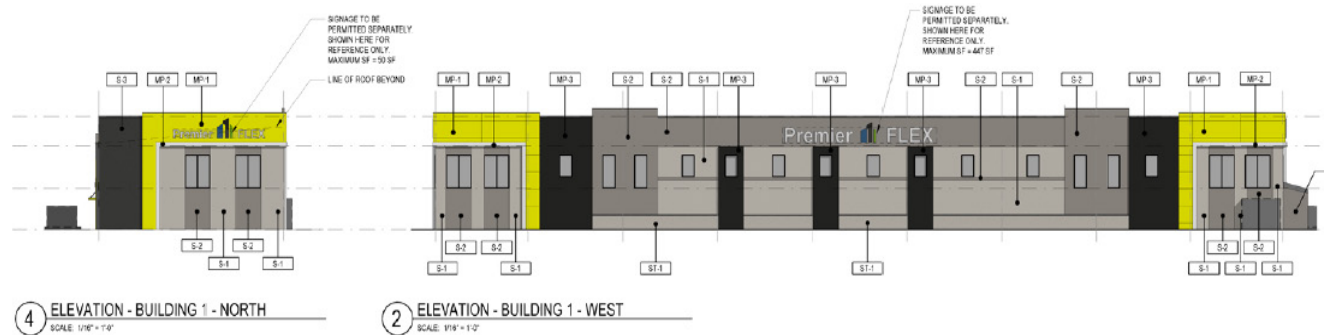 SIGNAGE TO BE
PERMITTED SEPARATELY.
SHOWN HERE FOR
REFERENCE ONLY.
MAXIMUM SF = 50 SF
LINE OF ROOF BEYOND
S-3
MP-2
MP-1
Premier FLEX
S-2
S-2
S-1
S-1
4
ELEVATION - BUILDING 1 - NORTH
SCALE: 1/16" = 1'-0"
SIGNAGE TO BE
PERMITTED SEPARATELY.
SHOWN HERE FOR
REFERENCE ONLY.
MAXIMUM SF = 447 SF
MP-1
MP-2
MP-3
S-2
S-2
S-1
MP-3
MP-3
MP-3
S-2
S-1
S-2
MP-3
MP-1
MP-2
Premier FLEX
S-2
S-2
S-2
S-2
S-1
S-1
ST-1
ST-1
S-1
S-1
S-1
2
ELEVATION - BUILDING 1 - WEST
SCALE: 1/16" = 1'-0"